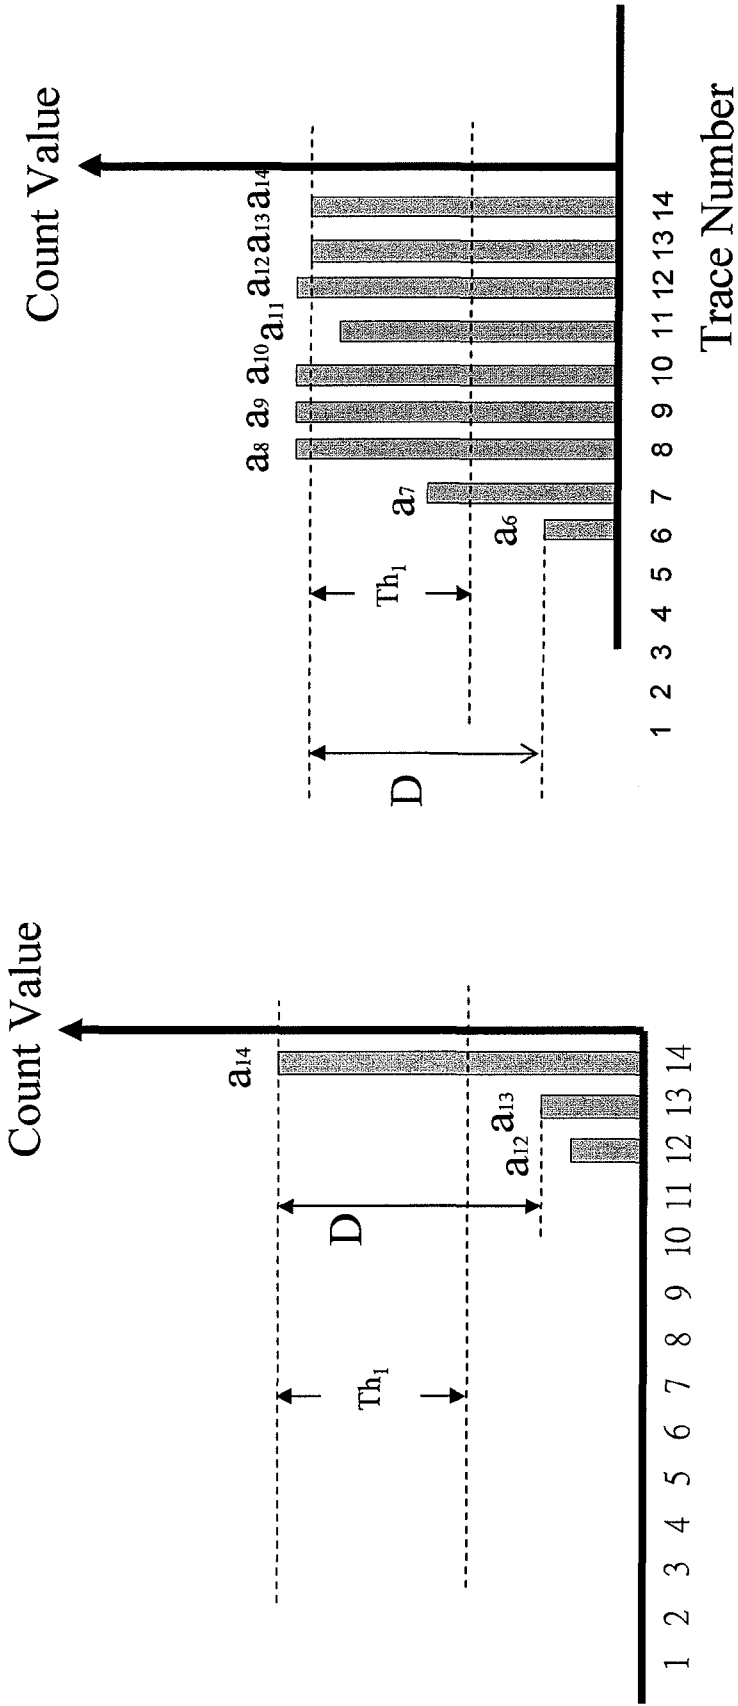 Count Value
a14
a13
a12
D
Th1
1 2 3 4 5 6 7 8 9 10 11 12 13 14
Count Value
a8 a9 a10 a11 a12 a13 a14
a7
a6
Th1
D
1 2 3 4 5 6 7 8 9 10 11 12 13 14
Trace Number